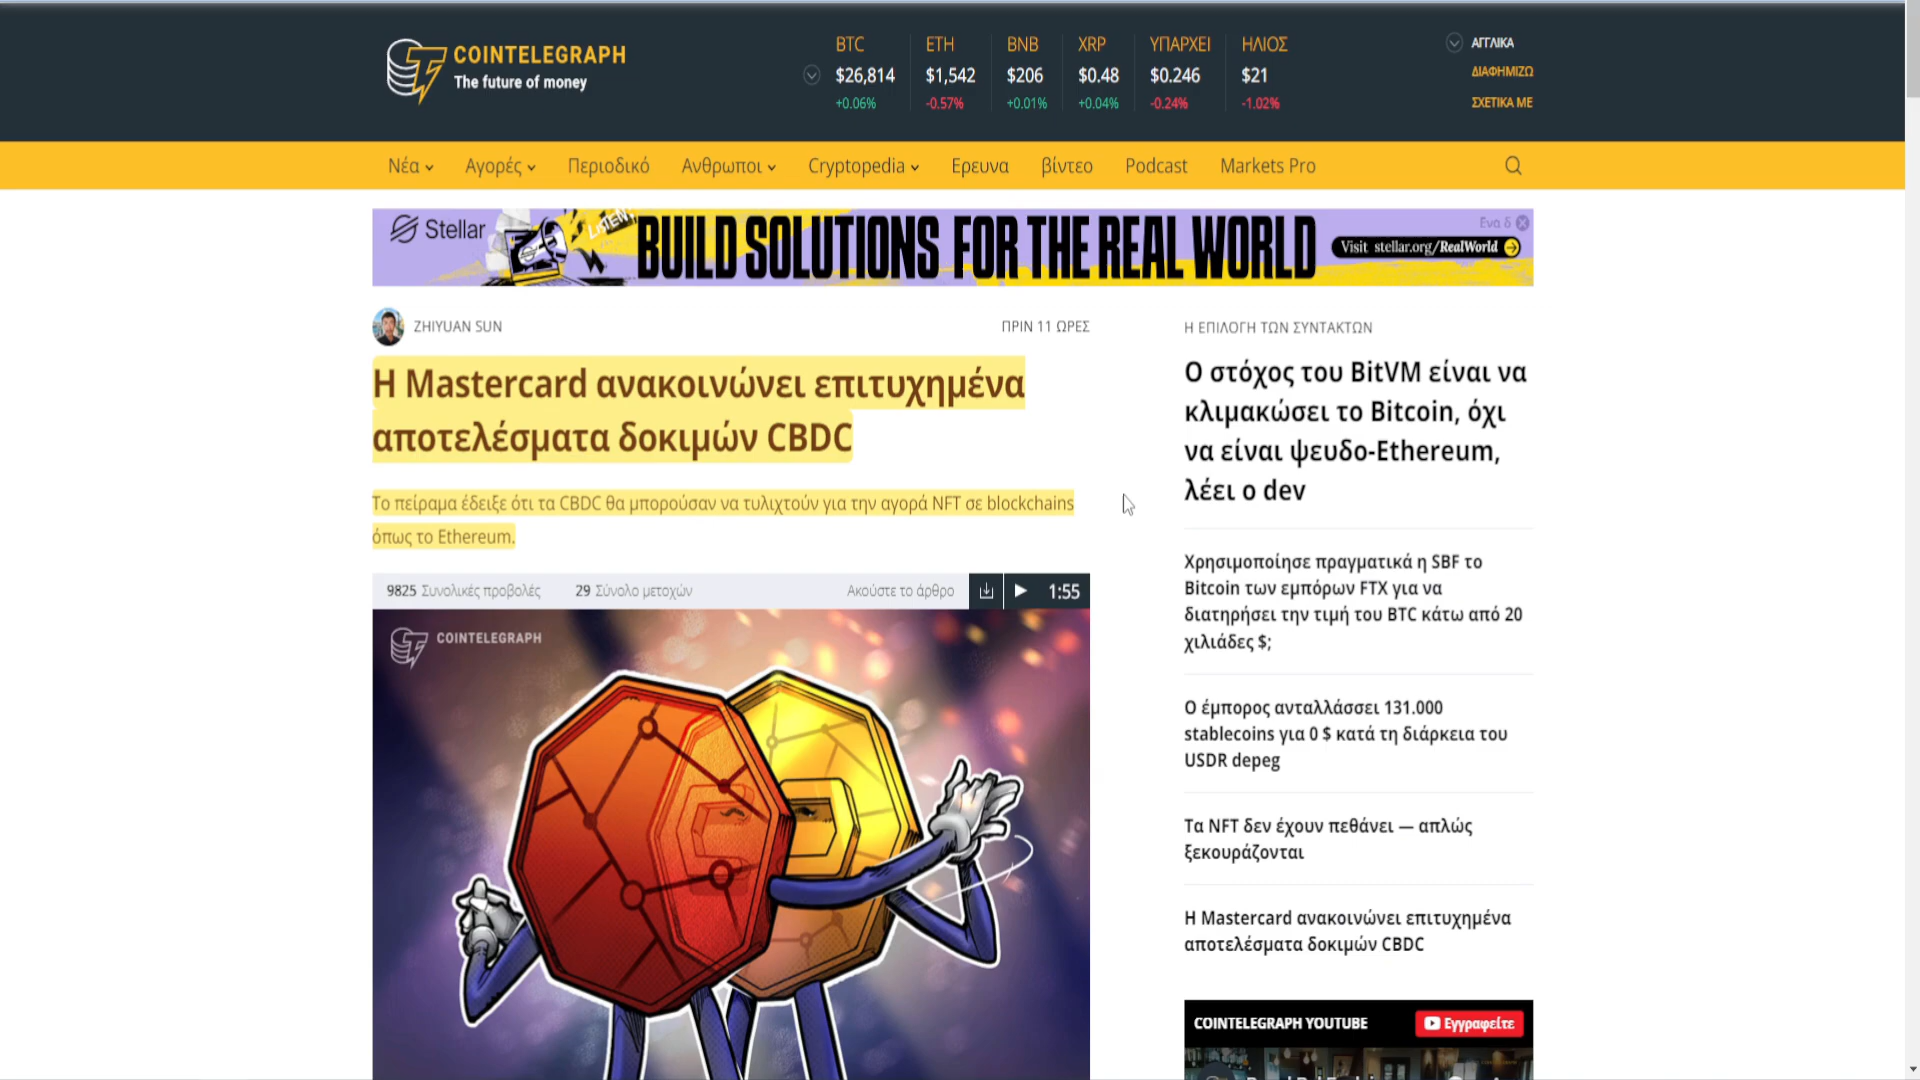 COINTELEGRAPH
The future of money
BTC
$26,814
+0.06%
ETH
$1,542
-0.57%
BNB
$206
+0.01%
XRP
$0.48
+0.04%
ΥΠΑΡΧΕΙ
$0.246
-0.24%
ΗΛΙΟΣ
$21
-1.02%
ΑΓΓΛΙΚΑ
ΔΙΑΦΗΜΙΖΩ
ΣΧΕΤΙΚΑ ΜΕ
Νέα
Αγορές
Περιοδικό
Ανθρωποι
Cryptopedia
Ερευνα
βίντεο
Podcast
Markets Pro
Stellar
LISTEN!
BUILD SOLUTIONS FOR THE REAL WORLD
Ενα δ
Visit stellar.org/RealWorld
ZHIYUAN SUN
ΠΡΙΝ 11 ΩΡΕΣ
Η Mastercard ανακοινώνει επιτυχημένα
αποτελέσματα δοκιμών CBDC
Το πείραμα έδειξε ότι τα CBDC θα μπορούσαν να τυλιχτούν για την αγορά NFT σε blockchains
όπως το Ethereum.
9825 Συνολικές προβολές
29 Σύνολο μετοχών
Ακούστε το άρθρο
1:55
COINTELEGRAPH
Η ΕΠΙΛΟΓΗ ΤΩΝ ΣΥΝΤΑΚΤΩΝ
Ο στόχος του BitVM είναι να
κλιμακώσει το Bitcoin, όχι
να είναι ψευδο-Ethereum,
λέει ο dev
Χρησιμοποίησε πραγματικά η SBF το
Bitcoin των εμπόρων FTX για να
διατηρήσει την τιμή του BTC κάτω από 20
χιλιάδες $;
Ο έμπορος ανταλλάσσει 131.000
stablecoins για 0 $ κατά τη διάρκεια του
USDR depeg
Τα NFT δεν έχουν πεθάνει — απλώς
ξεκουράζονται
Η Mastercard ανακοινώνει επιτυχημένα
αποτελέσματα δοκιμών CBDC
COINTELEGRAPH YOUTUBE
Εγγραφείτε